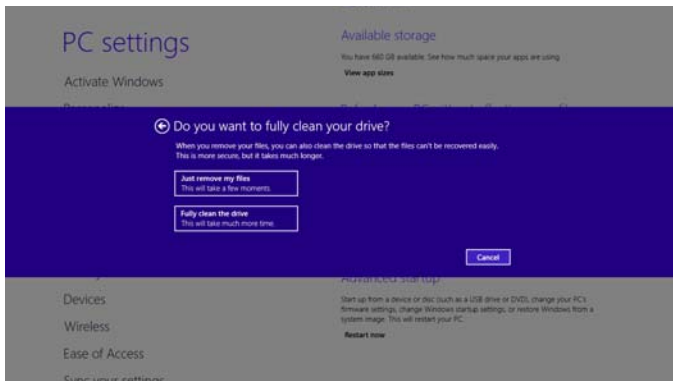 PC settings
Activate Windows
Available storage
You have 660 GB available. See how much space your apps are using.
View app sizes
Do you want to fully clean your drive?
When you remove your files, you can also clean the drive so that the files can't be recovered easily.
This is more secure, but it takes much longer.
Just remove my files
This will take a few moments.
Fully clean the drive
This will take much more time.
Cancel
Devices
Wireless
Ease of Access
Sync your settings
Advanced startup
Start up from a device or disc (such as a USB drive or DVD), change your PC's
firmware settings, change Windows startup settings, or restore Windows from a
system image. This will restart your PC.
Restart now